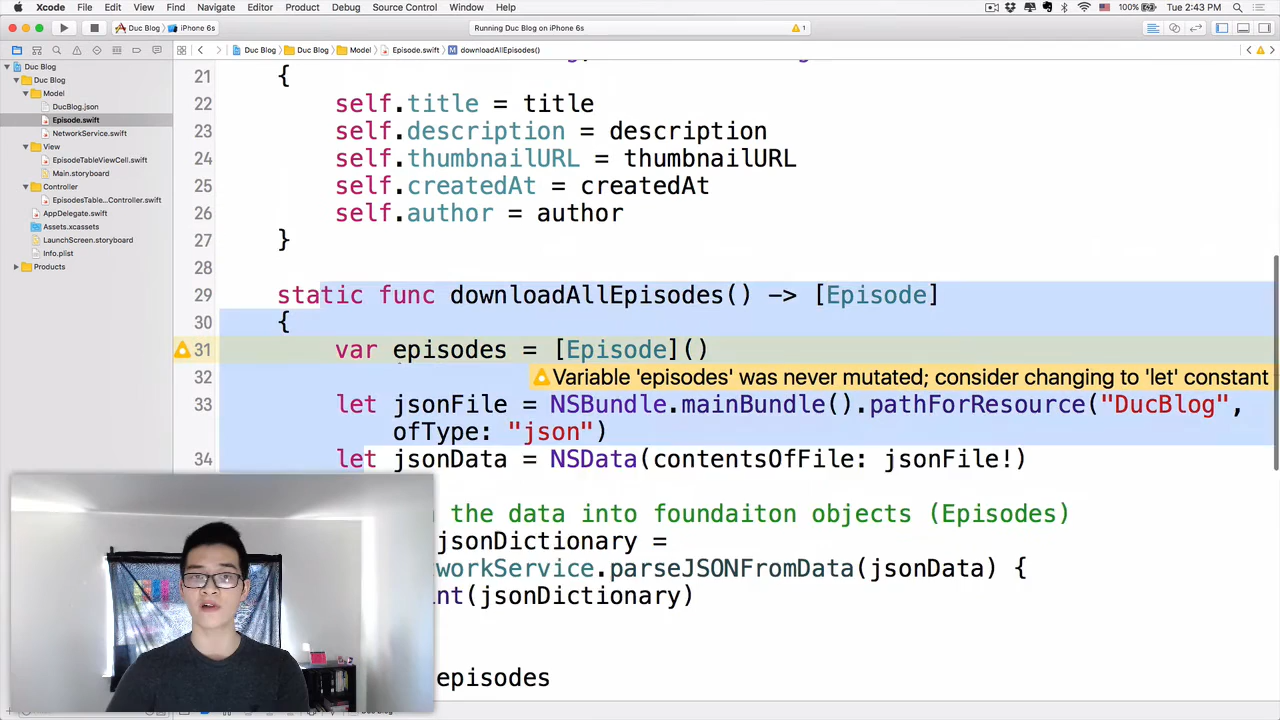 Xcode File Edit View Find Navigate Editor Product Debug Source Control Window Help 100% Tue 2:43 PM
Duc Blog iPhone 6s Running Duc Blog on iPhone 6s 1
Duc Blog Duc Blog Model Episode.swift M downloadAllEpisodes()
Duc Blog
Duc Blog
Model
DucBlog.json
Episode.swift
NetworkService.swift
View
EpisodeTableViewCell.swift
Main.storyboard
Controller
EpisodesTable...Controller.swift
AppDelegate.swift
Assets.xcassets
LaunchScreen.storyboard
Info.plist
Products
21 {
22 self.title = title
23 self.description = description
24 self.thumbnailURL = thumbnailURL
25 self.createdAt = createdAt
26 self.author = author
27 }
28
29 static func downloadAllEpisodes() -> [Episode]
30 {
31 var episodes = [Episode]()
32 Variable 'episodes' was never mutated; consider changing to 'let' constant
33 let jsonFile = NSBundle.mainBundle().pathForResource("DucBlog",
ofType: "json")
34 let jsonData = NSData(contentsOfFile: jsonFile!)
the data into foundaiton objects (Episodes)
jsonDictionary =
workService.parseJSONFromData(jsonData) {
nt(jsonDictionary)
episodes